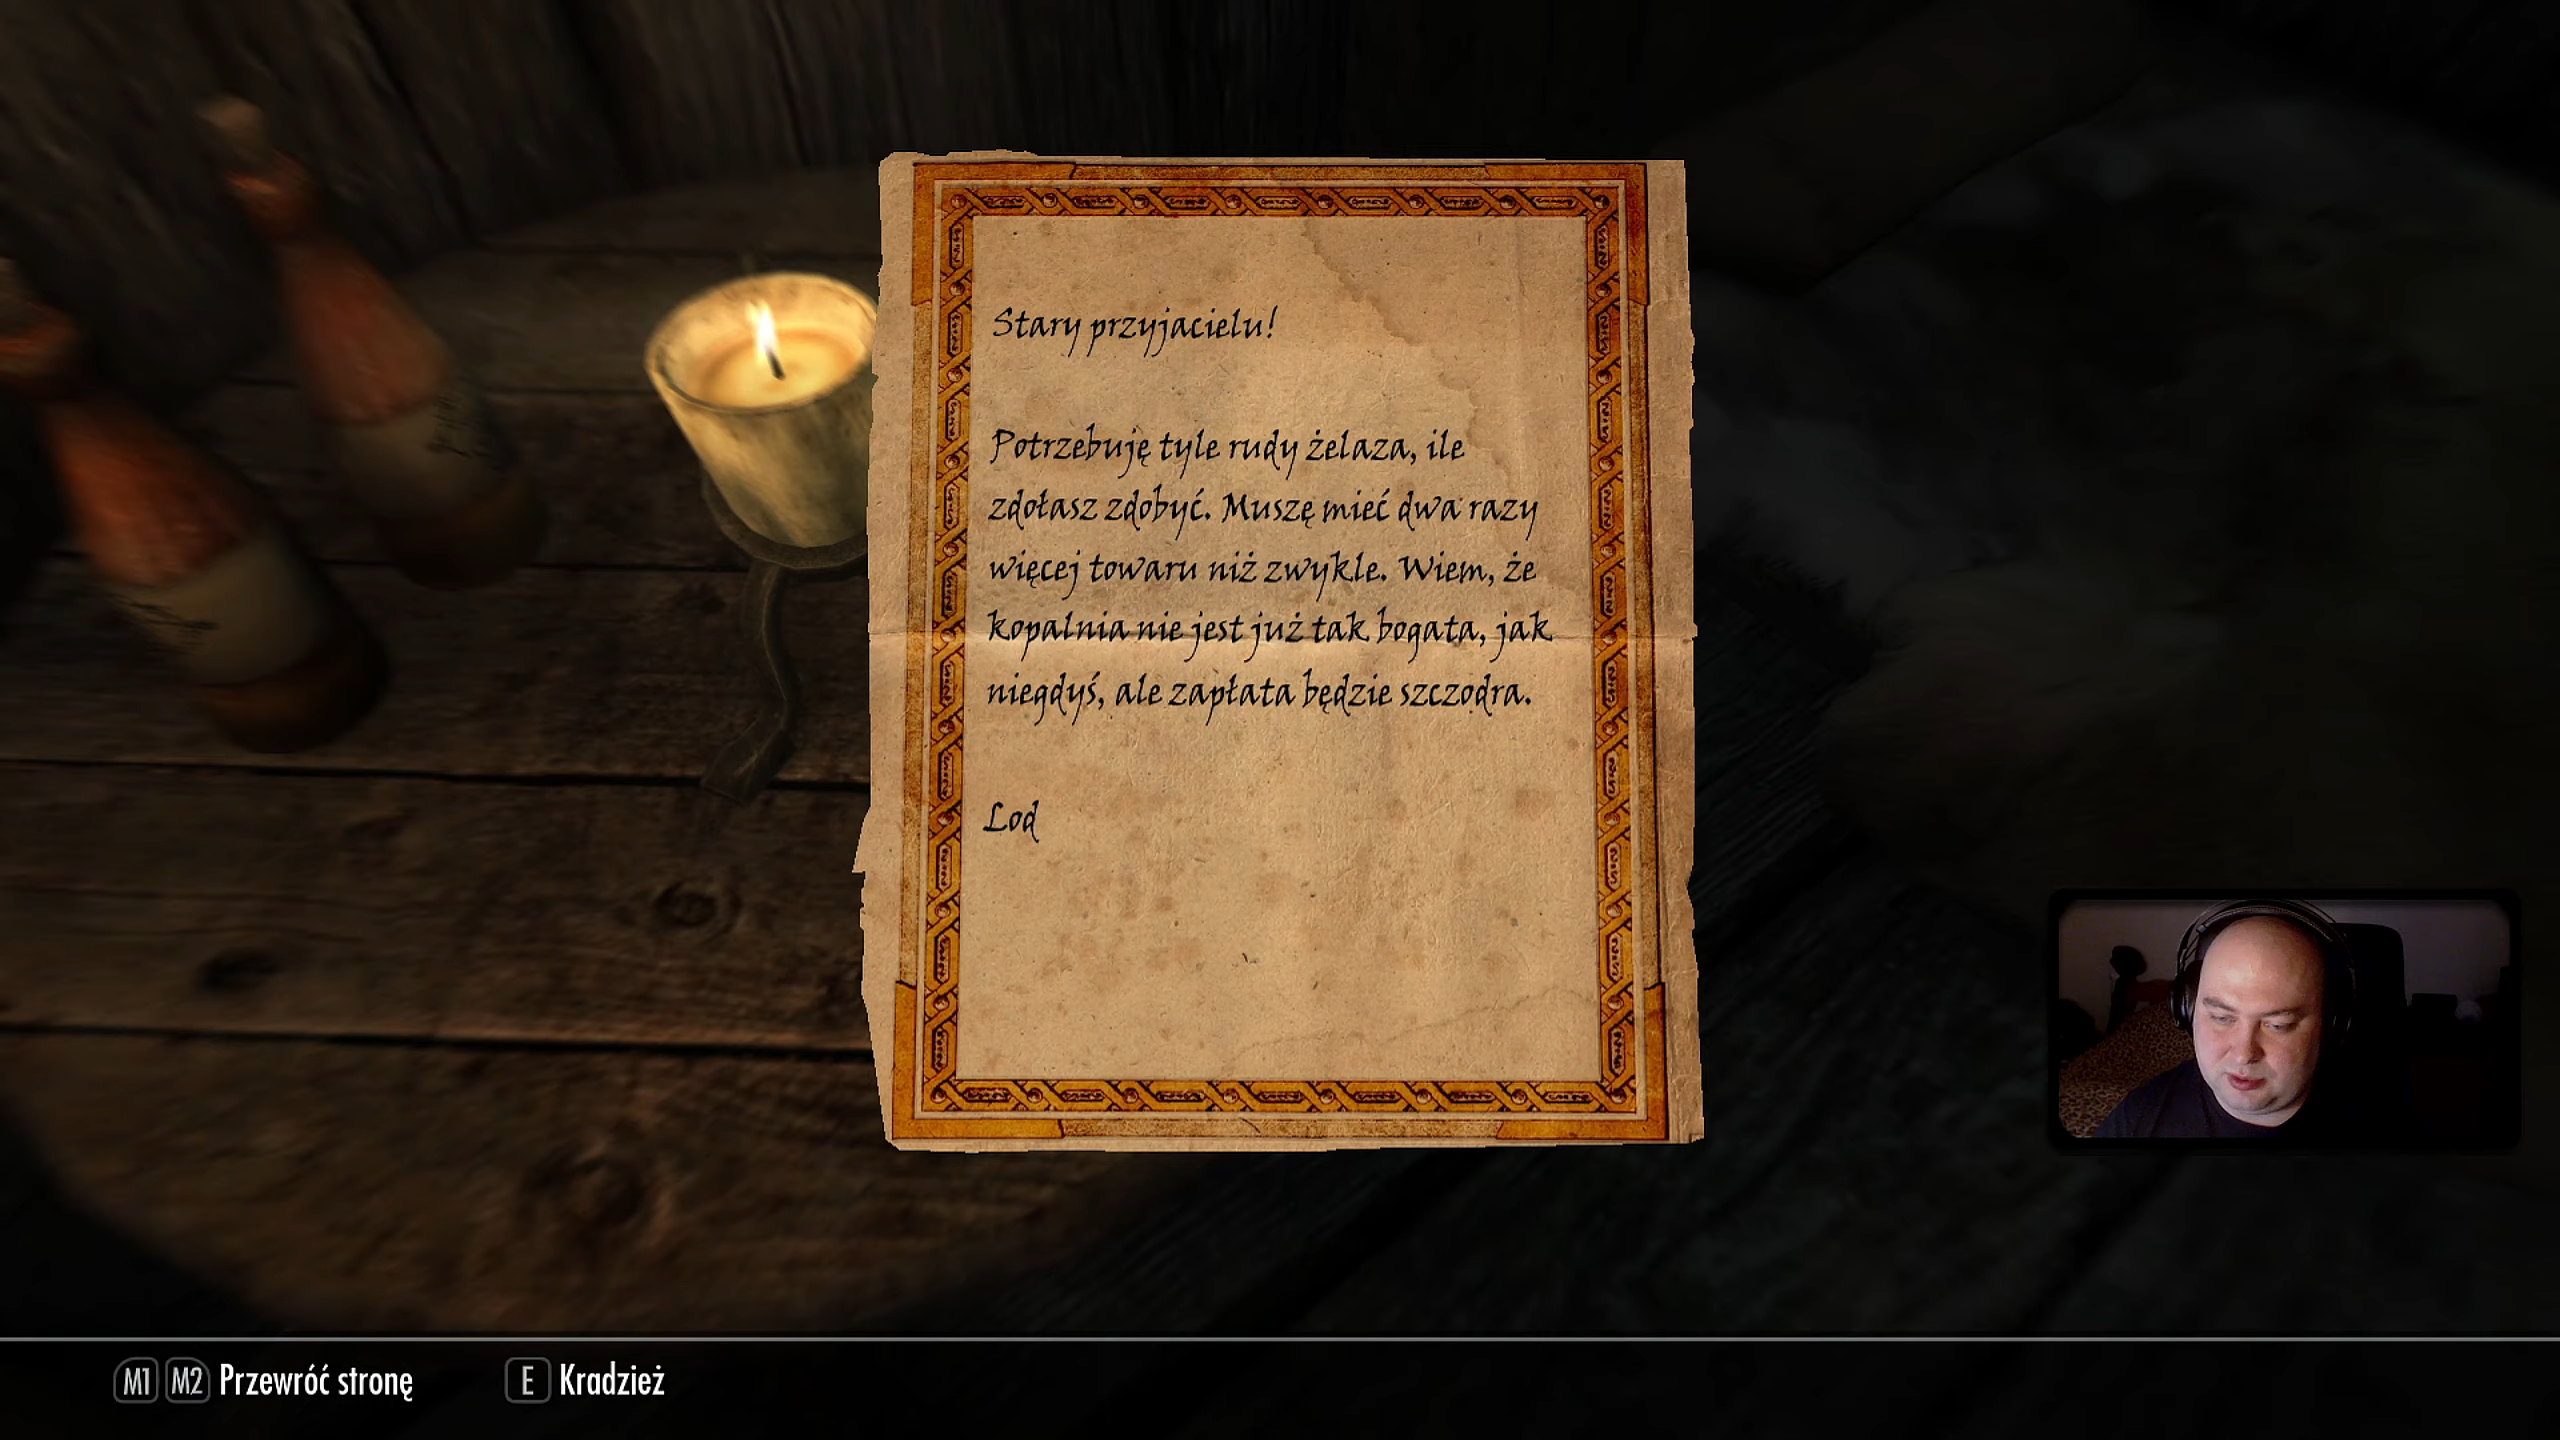 Stary przyjacielu!
Potrzebuję tyle rudy żelaza, ile
zdołasz zdobyć. Muszę mieć dwa razy
więcej towaru niż zwykle. Wiem, że
kopalnia nie jest już tak bogata, jak
niegdyś, ale zapłata będzie szczodra.
Lod
M1 M2 Przewróć stronę E Kradzież